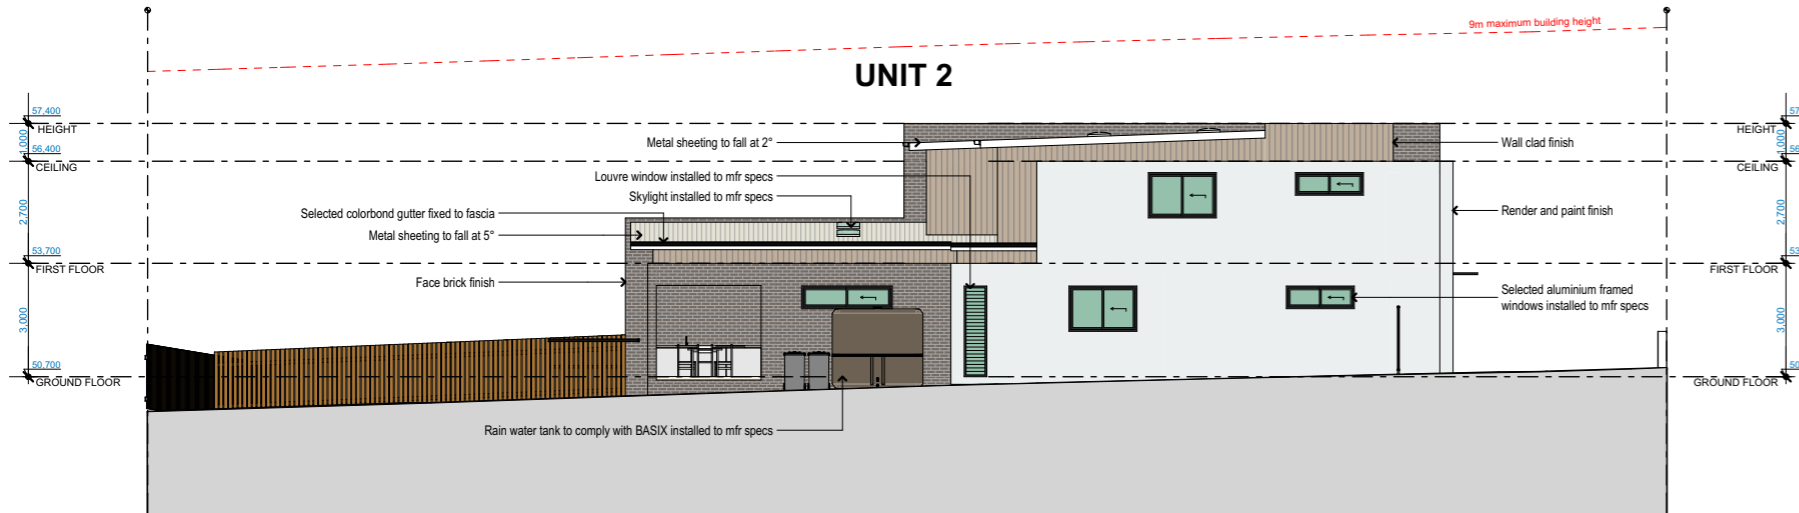 9m maximum building height
UNIT 2
57,400
HEIGHT
1,000
56,400
CEILING
2,700
53,700
FIRST FLOOR
3,000
50,700
GROUND FLOOR
Metal sheeting to fall at 2°
Louvre window installed to mfr specs
Skylight installed to mfr specs
Selected colorbond gutter fixed to fascia
Metal sheeting to fall at 5°
Face brick finish
Rain water tank to comply with BASIX installed to mfr specs
Wall clad finish
Render and paint finish
Selected aluminium framed
windows installed to mfr specs
57
HEIGHT
1,000
56
CEILING
2,700
53
FIRST FLOOR
3,000
50
GROUND FLOOR